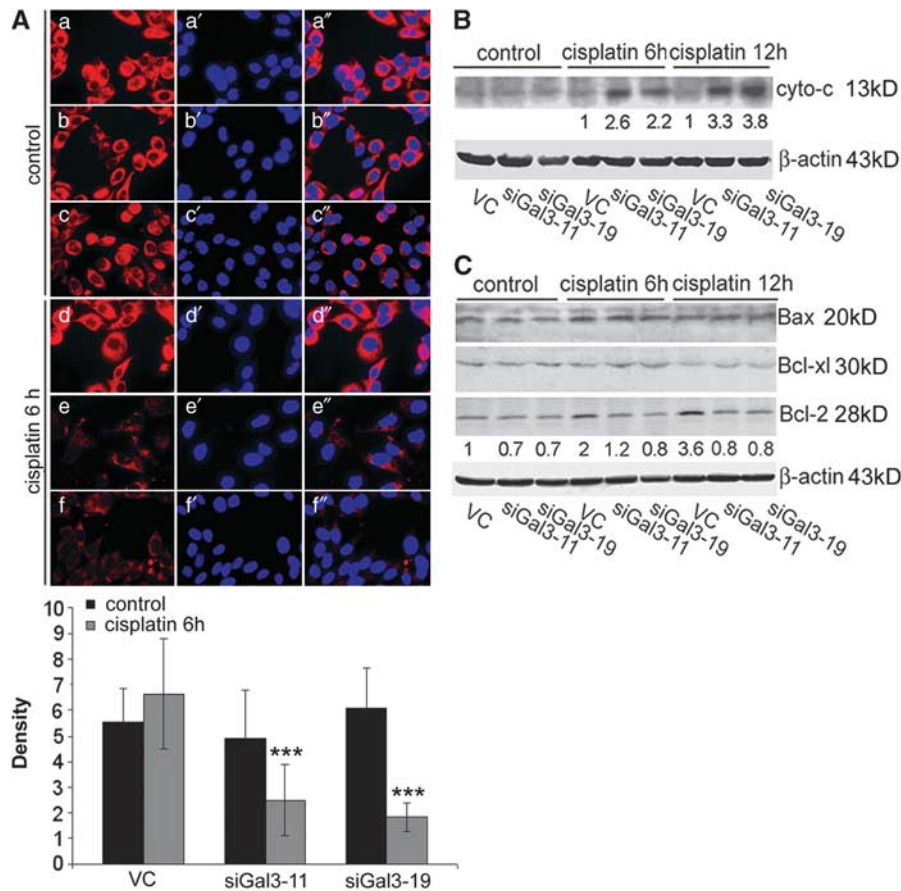 A
a a′ a″
b b′ b″
c c′ c″
control
d d′ d″
e e′ e″
f f′ f″
cisplatin 6 h
control
cisplatin 6h
Density
10
9
8
7
6
5
4
3
2
1
0
***
***
VC siGal3-11 siGal3-19
B
control cisplatin 6h cisplatin 12h
cyto-c 13kD
1 2.6 2.2 1 3.3 3.8
β-actin 43kD
VC siGal3-11 siGal3-19 VC siGal3-11 siGal3-19 VC siGal3-11 siGal3-19
C
control cisplatin 6h cisplatin 12h
Bax 20kD
Bcl-xl 30kD
Bcl-2 28kD
1 0.7 0.7 2 1.2 0.8 3.6 0.8 0.8
β-actin 43kD
VC siGal3-11 siGal3-19 VC siGal3-11 siGal3-19 VC siGal3-11 siGal3-19